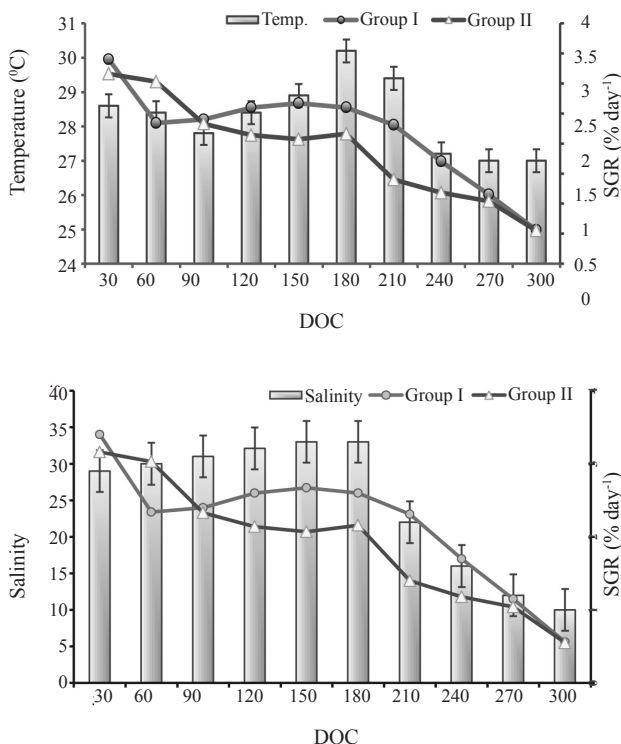 Temp. Group I Group II
Temperature (⁰C)
31
30
29
28
27
26
25
24
SGR (% day⁻¹)
4
3.5
3
2.5
2
1.5
1
0.5
0
30 60 90 120 150 180 210 240 270 300
DOC
Salinity Group I Group II
Salinity
40
35
30
25
20
15
10
5
0
SGR (% day⁻¹)
30 60 90 120 150 180 210 240 270 300
DOC